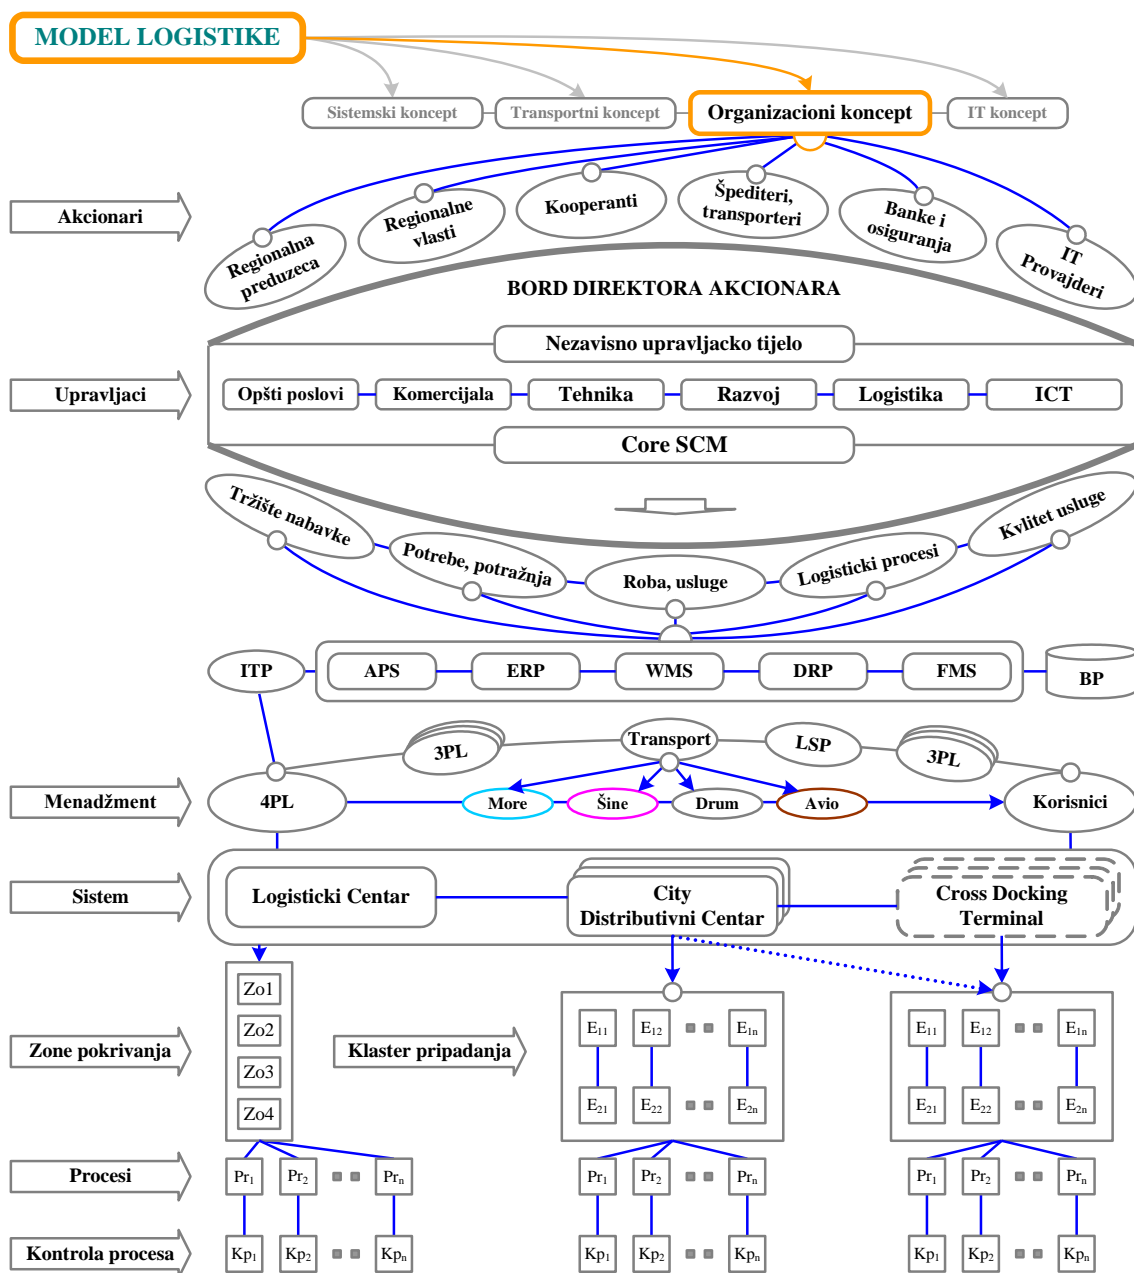 MODEL LOGISTIKE
Sistemski koncept
Transportni koncept
Organizacioni koncept
IT koncept
Akcionari
Regionalna
preduzeca
Regionalne
vlasti
Kooperanti
Špediteri,
transporteri
Banke i
osiguranja
IT
Provajderi
BORD DIREKTORA AKCIONARA
Nezavisno upravljacko tijelo
Upravljaci
Opšti poslovi
Komercijala
Tehnika
Razvoj
Logistika
ICT
Core SCM
Tržište nabavke
Potrebe, potražnja
Roba, usluge
Logisticki procesi
Kvlitet usluge
ITP
APS
ERP
WMS
DRP
FMS
BP
3PL
Transport
LSP
3PL
Menadžment
4PL
More
Šine
Drum
Avio
Korisnici
Sistem
Logisticki Centar
City
Distributivni Centar
Cross Docking
Terminal
Zone pokrivanja
Zo1
Zo2
Zo3
Zo4
Klaster pripadanja
E11 E12 E1n
E21 E22 E2n
E11 E12 E1n
E21 E22 E2n
Procesi
Pr1 Pr2 Prn
Pr1 Pr2 Prn
Pr1 Pr2 Prn
Kontrola procesa
Kp1 Kp2 Kpn
Kp1 Kp2 Kpn
Kp1 Kp2 Kpn